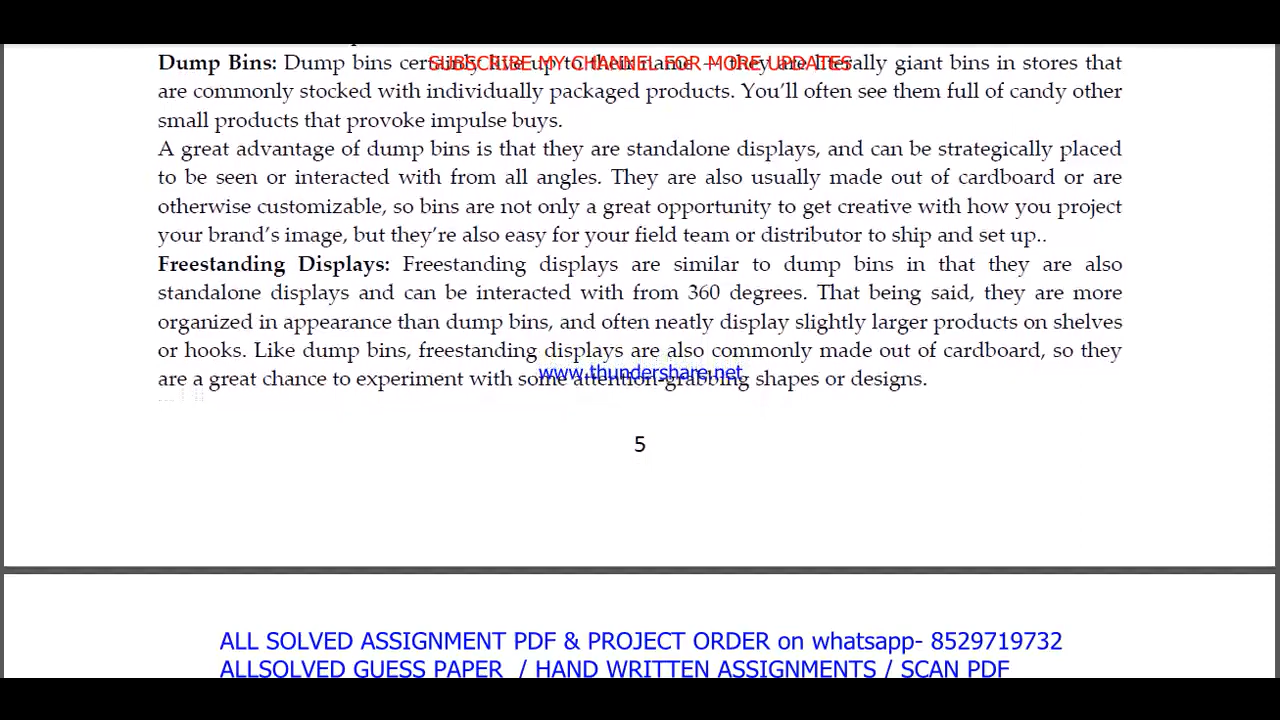 Dump Bins: Dump bins certainly live up to their name – they are literally giant bins in stores that
SUBSCRIBE MY CHANNEL FOR MORE UPDATES
are commonly stocked with individually packaged products. You'll often see them full of candy other
small products that provoke impulse buys.
A great advantage of dump bins is that they are standalone displays, and can be strategically placed
to be seen or interacted with from all angles. They are also usually made out of cardboard or are
otherwise customizable, so bins are not only a great opportunity to get creative with how you project
your brand's image, but they're also easy for your field team or distributor to ship and set up..
Freestanding Displays: Freestanding displays are similar to dump bins in that they are also
standalone displays and can be interacted with from 360 degrees. That being said, they are more
organized in appearance than dump bins, and often neatly display slightly larger products on shelves
or hooks. Like dump bins, freestanding displays are also commonly made out of cardboard, so they
www.thundershare.net
are a great chance to experiment with some attention-grabbing shapes or designs.
5
ALL SOLVED ASSIGNMENT PDF & PROJECT ORDER on whatsapp- 8529719732
ALLSOLVED GUESS PAPER / HAND WRITTEN ASSIGNMENTS / SCAN PDF